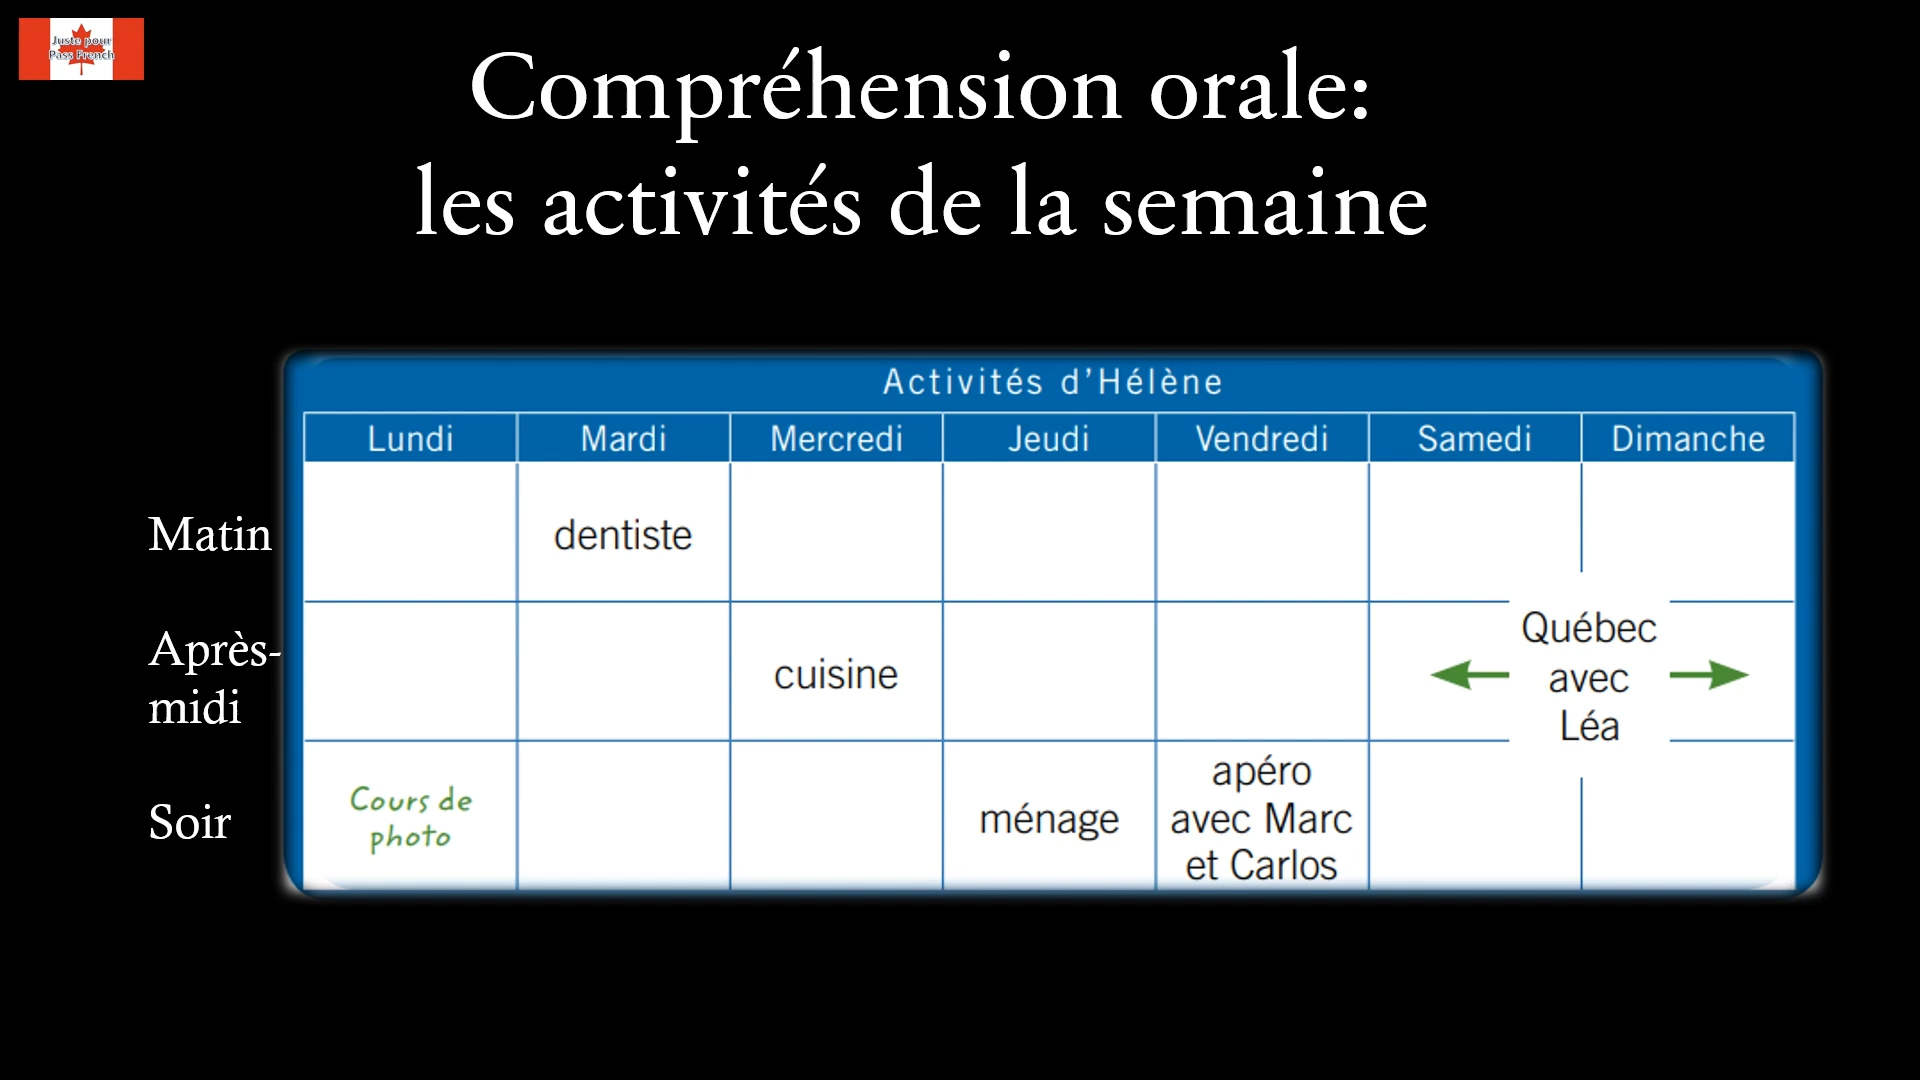 Juste pour
Pass French
Compréhension orale:
les activités de la semaine
Activités d'Hélène
Lundi Mardi Mercredi Jeudi Vendredi Samedi Dimanche
Matin
dentiste
Après-
midi
cuisine
Québec
avec
Léa
Soir
Cours de
photo
ménage
apéro
avec Marc
et Carlos